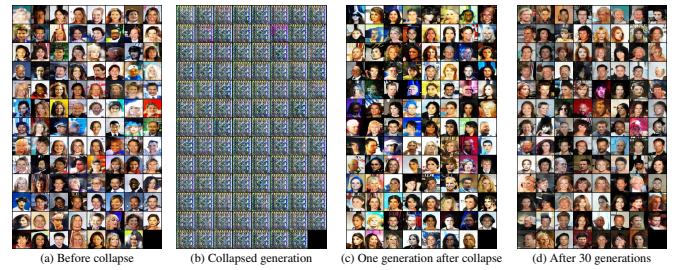 (a) Before collapse
(b) Collapsed generation
(c) One generation after collapse
(d) After 30 generations